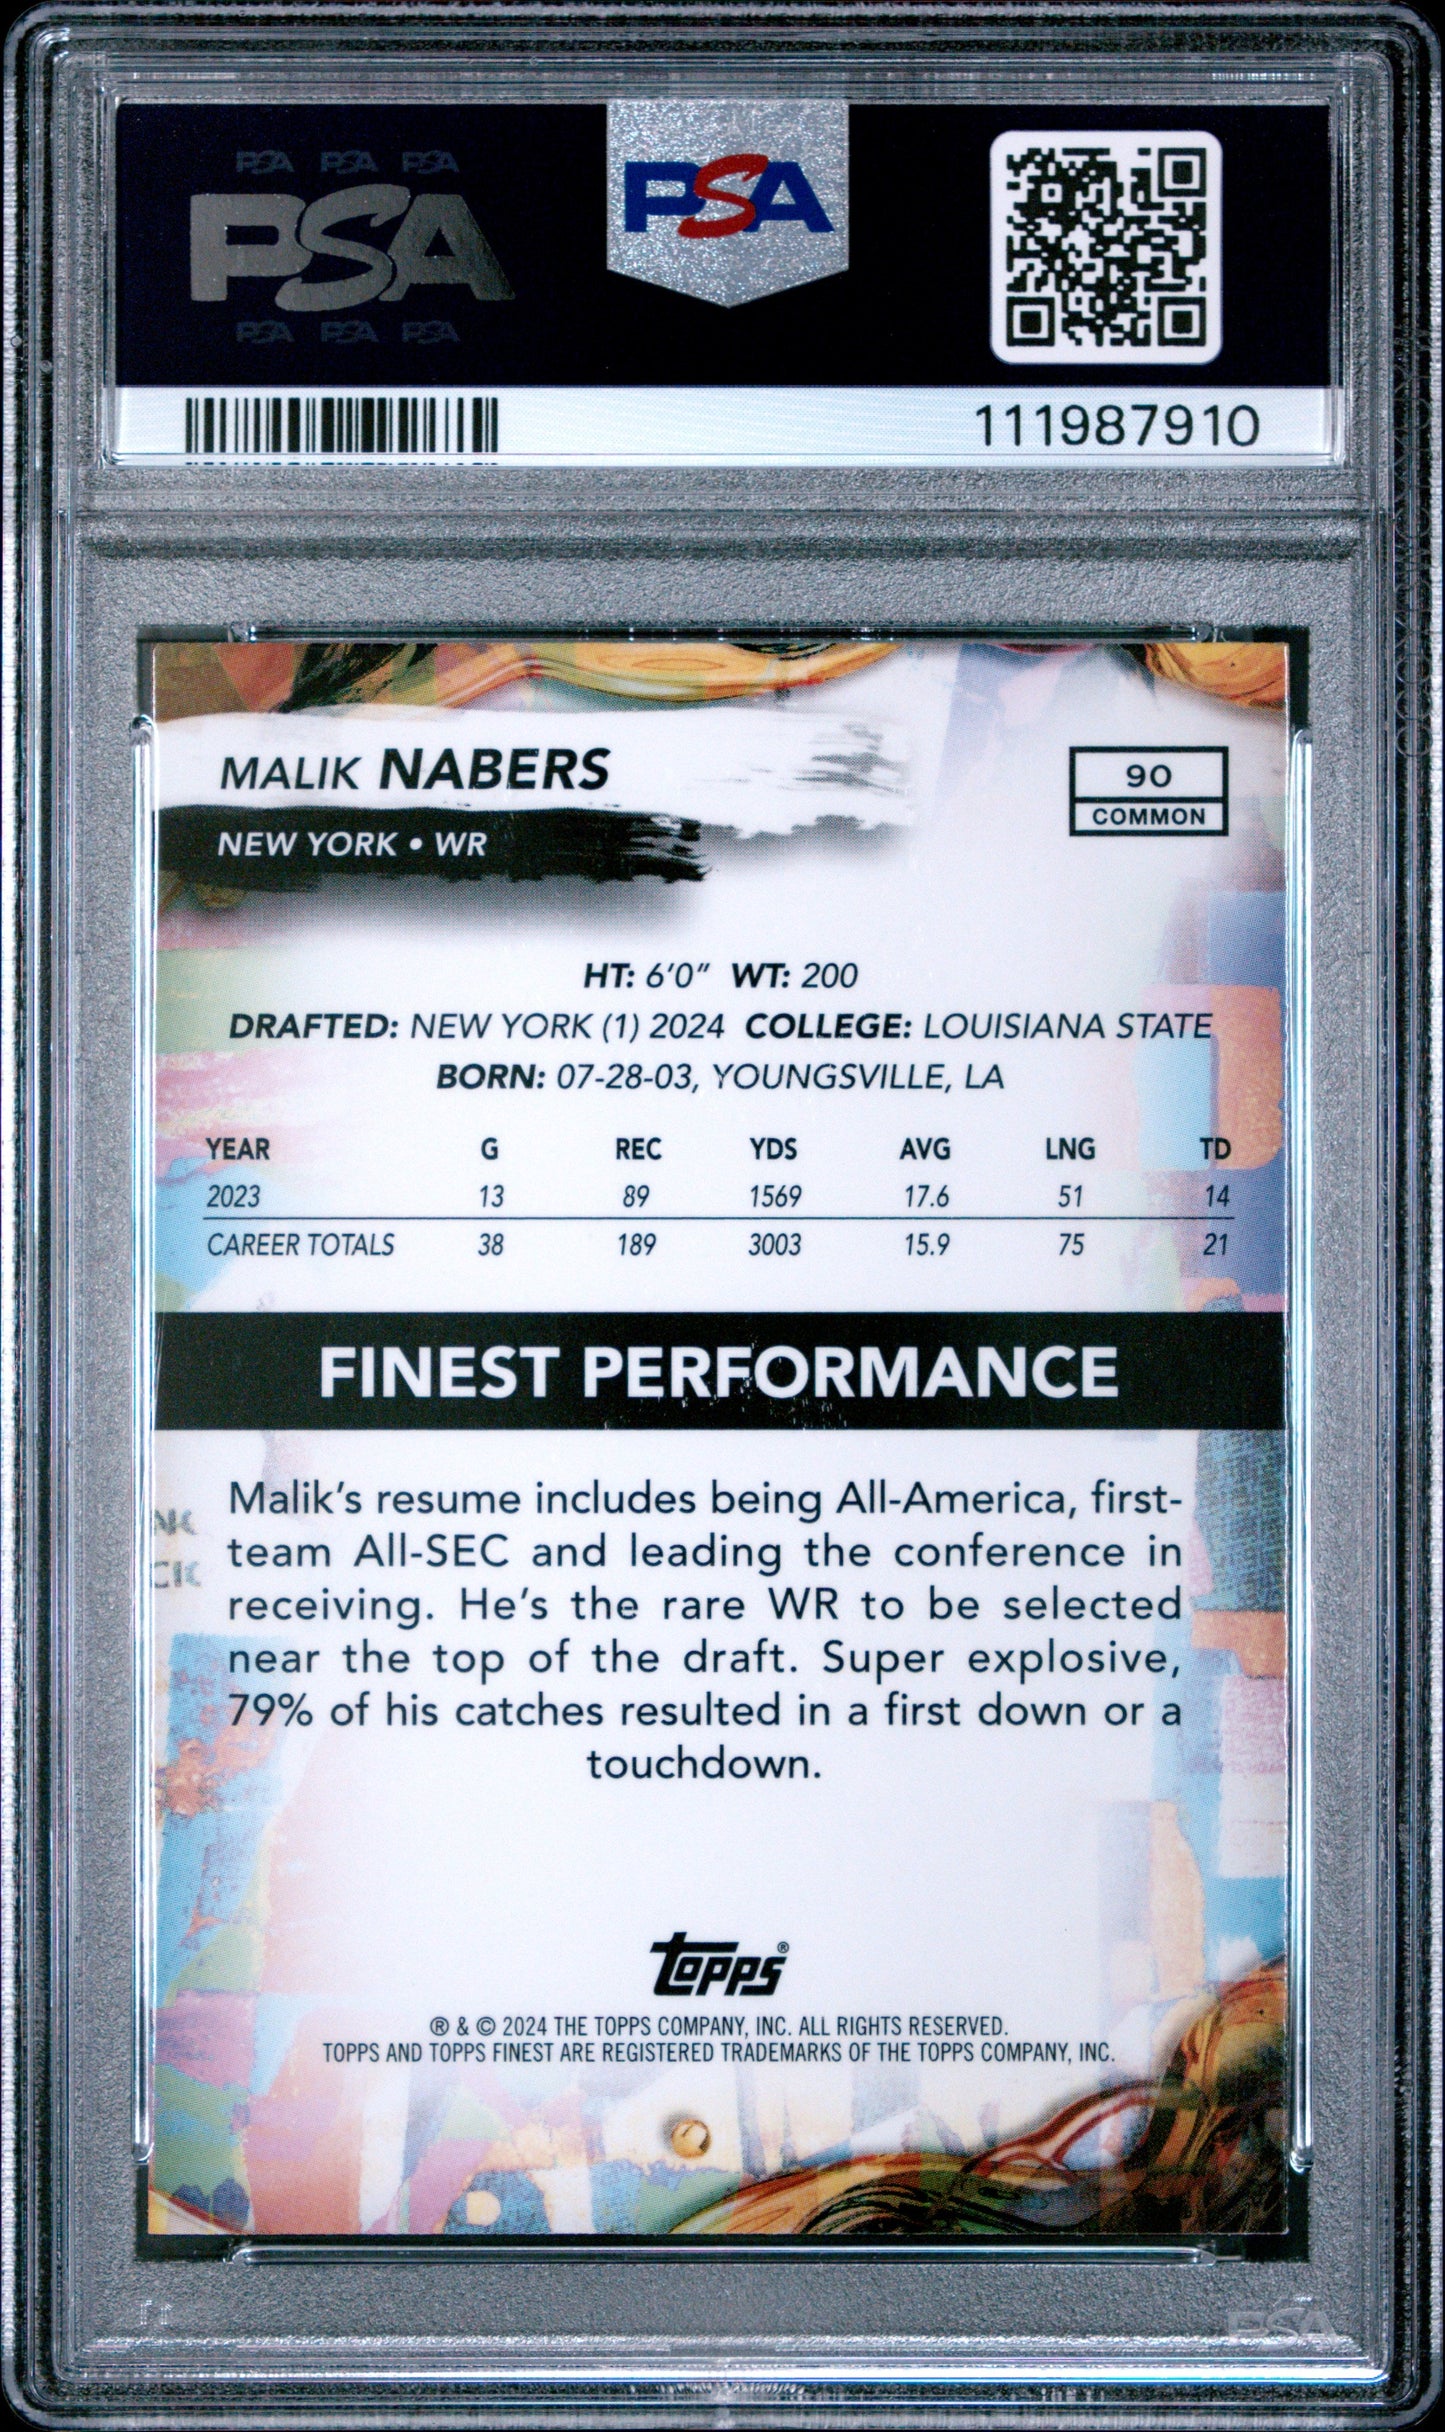 PSA PSA PSA
PSA
PSA PSA PSA
PSA
111987910
MALIK NABERS
NEW YORK • WR
90
COMMON
HT: 6'0" WT: 200
DRAFTED: NEW YORK (1) 2024 COLLEGE: LOUISIANA STATE
BORN: 07-28-03, YOUNGSVILLE, LA
YEAR G REC YDS AVG LNG TD
2023 13 89 1569 17.6 51 14
CAREER TOTALS 38 189 3003 15.9 75 21
FINEST PERFORMANCE
Malik's resume includes being All-America, first-
team All-SEC and leading the conference in
receiving. He's the rare WR to be selected
near the top of the draft. Super explosive,
79% of his catches resulted in a first down or a
touchdown.
topps®
® & © 2024 THE TOPPS COMPANY, INC. ALL RIGHTS RESERVED.
TOPPS AND TOPPS FINEST ARE REGISTERED TRADEMARKS OF THE TOPPS COMPANY, INC.
PSA